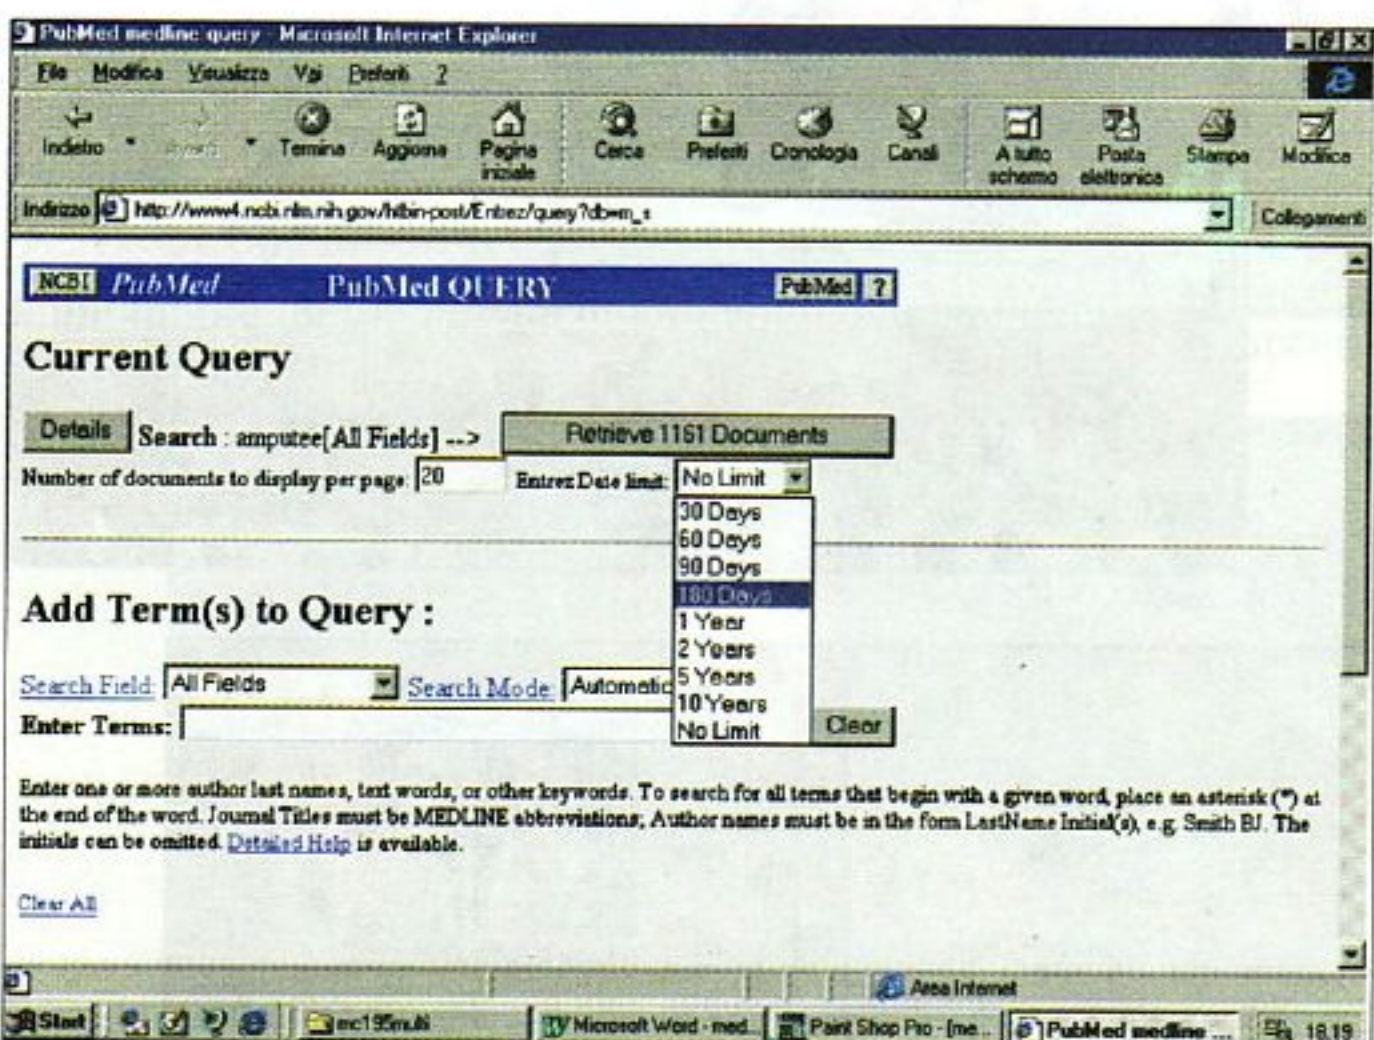 PubMed medline query - Microsoft Internet Explorer
File Modifica Visualizza Vai Preferiti ?
Indietro Avanti Termina Aggiorna Pagina iniziale Cerca Preferiti Cronologia Canali A tutto schermo Posta elettronica Stampa Modifica
Indirizzo http://www4.ncbi.nlm.nih.gov/htbin-post/Entrez/query?db=m_s Collegamenti
NCBI PubMed PubMed QUERY PubMed ?
Current Query
Details Search : amputee[All Fields] --> Retrieve 1161 Documents
Number of documents to display per page: 20 Entrez Date limit: No Limit
30 Days
60 Days
90 Days
180 Days
1 Year
2 Years
5 Years
10 Years
No Limit
Add Term(s) to Query :
Search Field: All Fields Search Mode: Automatic
Enter Terms: Clear
Enter one or more author last names, text words, or other keywords. To search for all terms that begin with a given word, place an asterisk (*) at
the end of the word. Journal Titles must be MEDLINE abbreviations; Author names must be in the form LastName Initial(s), e.g. Smith BJ. The
initials can be omitted. Detailed Help is available.
Clear All
Area Internet
Start mc195multi Microsoft Word - med... Paint Shop Pro - [me... PubMed medline ... 18.19